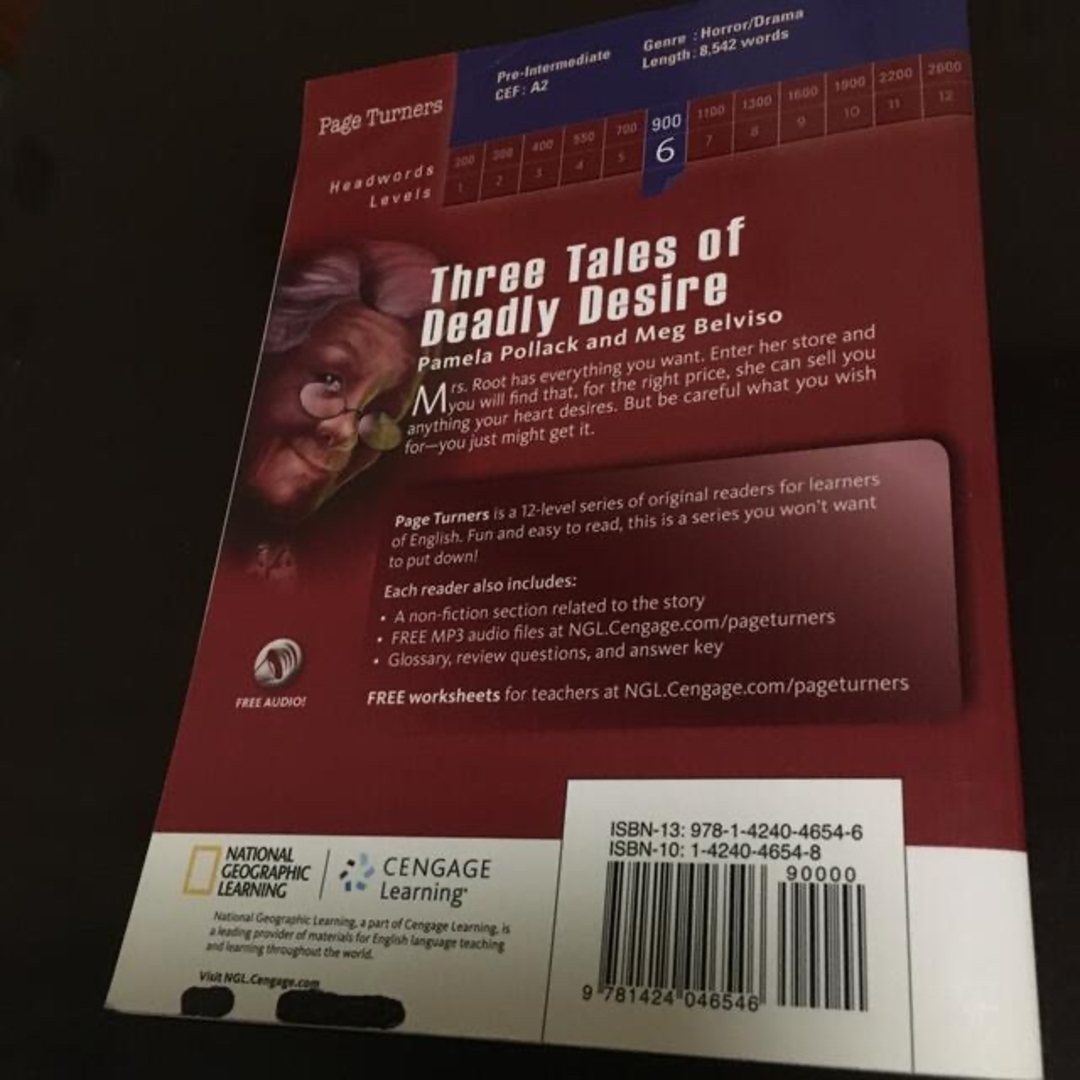 Pre-Intermediate
CEF: A2
Genre : Horror/Drama
Length : 8,542 words
Page Turners
Headwords
200 300 400 550 700 900 1100 1300 1600 1900 2200 2600
Levels
1 2 3 4 5 6 7 8 9 10 11 12
Three Tales of
Deadly Desire
Pamela Pollack and Meg Belviso
Mrs. Root has everything you want. Enter her store and
you will find that, for the right price, she can sell you
anything your heart desires. But be careful what you wish
for—you just might get it.
Page Turners is a 12-level series of original readers for learners
of English. Fun and easy to read, this is a series you won't want
to put down!
Each reader also includes:
• A non-fiction section related to the story
• FREE MP3 audio files at NGL.Cengage.com/pageturners
• Glossary, review questions, and answer key
FREE worksheets for teachers at NGL.Cengage.com/pageturners
FREE AUDIO!
NATIONAL
GEOGRAPHIC
LEARNING
CENGAGE
Learning®
National Geographic Learning, a part of Cengage Learning, is
a leading provider of materials for English language teaching
and learning throughout the world.
Visit NGL.Cengage.com
ISBN-13: 978-1-4240-4654-6
ISBN-10: 1-4240-4654-8
90000
9 781424 046546